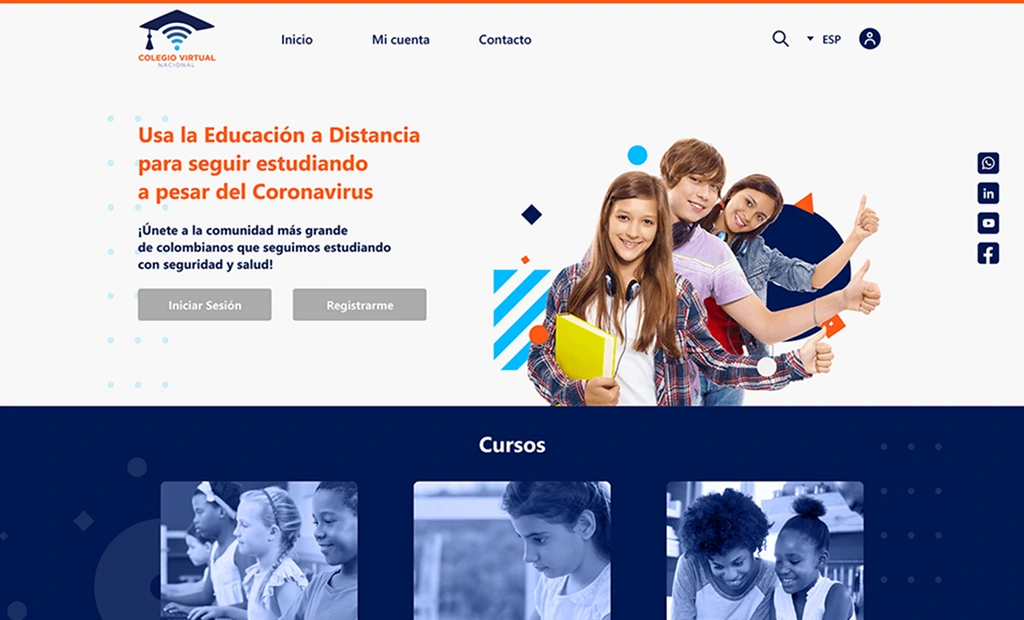 COLEGIO VIRTUAL
NACIONAL
Inicio
Mi cuenta
Contacto
ESP
Usa la Educación a Distancia
para seguir estudiando
a pesar del Coronavirus
¡Únete a la comunidad más grande
de colombianos que seguimos estudiando
con seguridad y salud!
Iniciar Sesión
Registrarme
in
Cursos